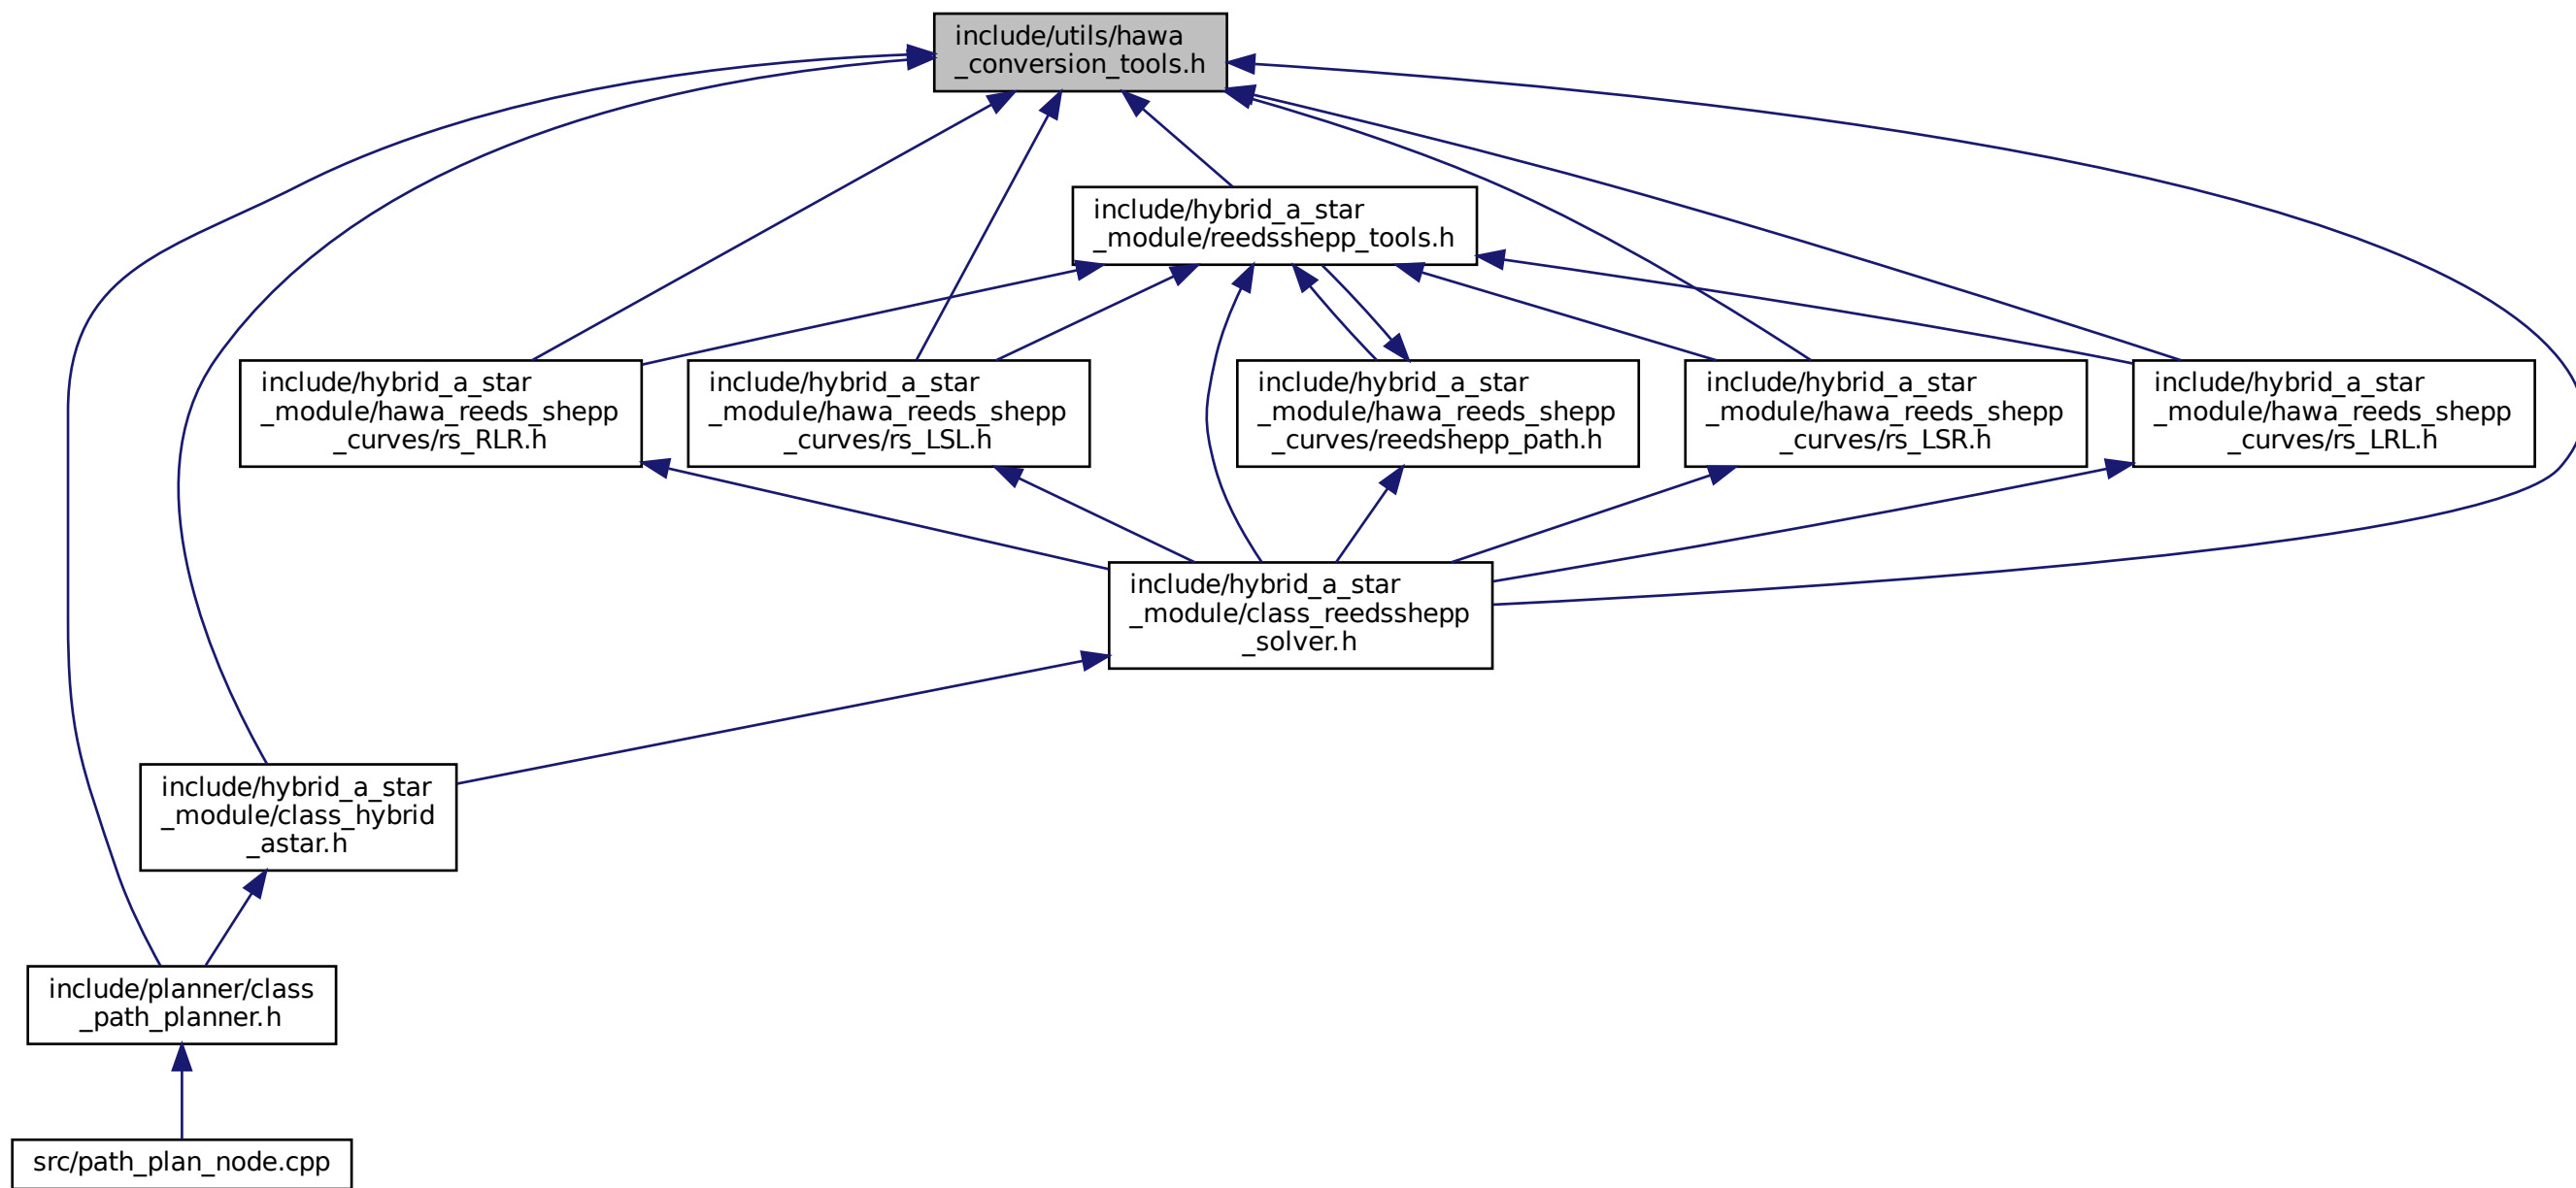 include/utils/hawa
_conversion_tools.h
include/hybrid_a_star
_module/reedsshepp_tools.h
include/hybrid_a_star
_module/hawa_reeds_shepp
_curves/rs_RLR.h
include/hybrid_a_star
_module/hawa_reeds_shepp
_curves/rs_LSL.h
include/hybrid_a_star
_module/hawa_reeds_shepp
_curves/reedshepp_path.h
include/hybrid_a_star
_module/hawa_reeds_shepp
_curves/rs_LSR.h
include/hybrid_a_star
_module/hawa_reeds_shepp
_curves/rs_LRL.h
include/hybrid_a_star
_module/class_reedsshepp
_solver.h
include/hybrid_a_star
_module/class_hybrid
_astar.h
include/planner/class
_path_planner.h
src/path_plan_node.cpp